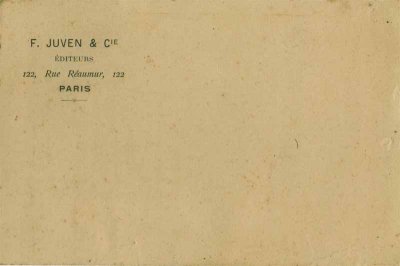 F. JUVEN & CIE
ÉDITEURS
122, Rue Réaumur, 122
PARIS